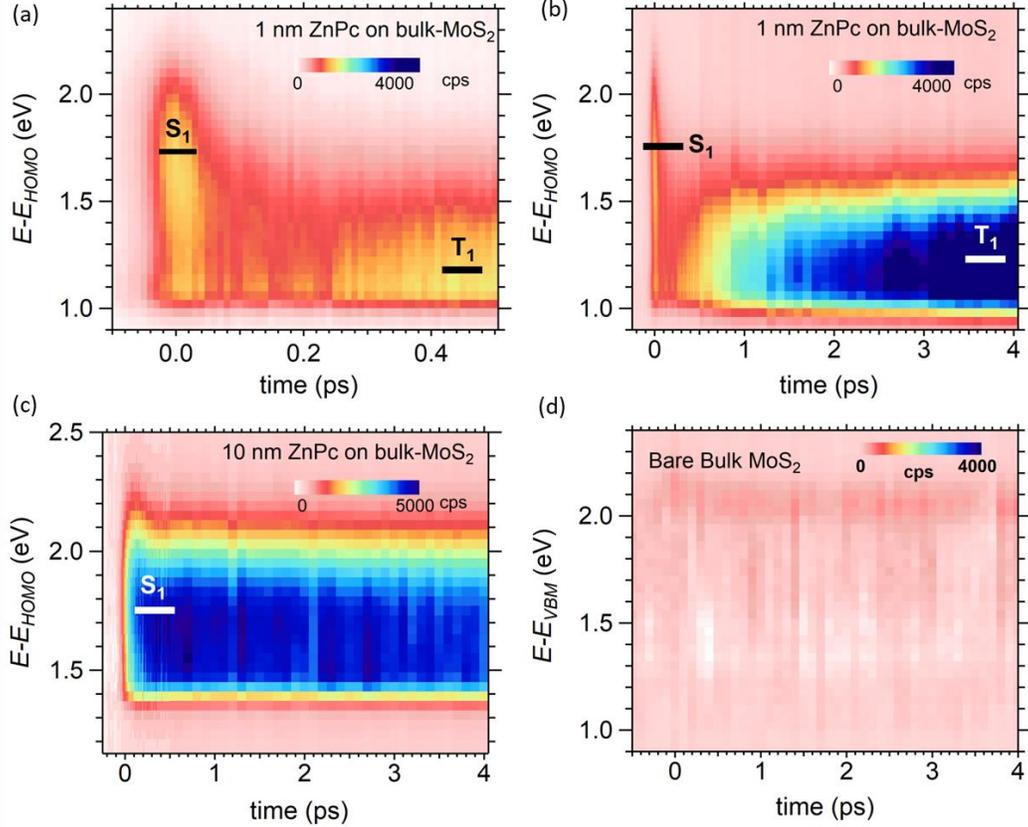 (a)
1 nm ZnPc on bulk-MoS2
0 4000 cps
S1
T1
E-EHOMO (eV)
2.0
1.5
1.0
0.0 0.2 0.4
time (ps)
(b)
1 nm ZnPc on bulk-MoS2
0 4000 cps
S1
T1
E-EHOMO (eV)
2.0
1.5
1.0
0 1 2 3 4
time (ps)
(c)
10 nm ZnPc on bulk-MoS2
0 5000 cps
S1
E-EHOMO (eV)
2.5
2.0
1.5
0 1 2 3 4
time (ps)
(d)
Bare Bulk MoS2
0 cps 4000
E-EVBM (eV)
2.0
1.5
1.0
0 1 2 3 4
time (ps)